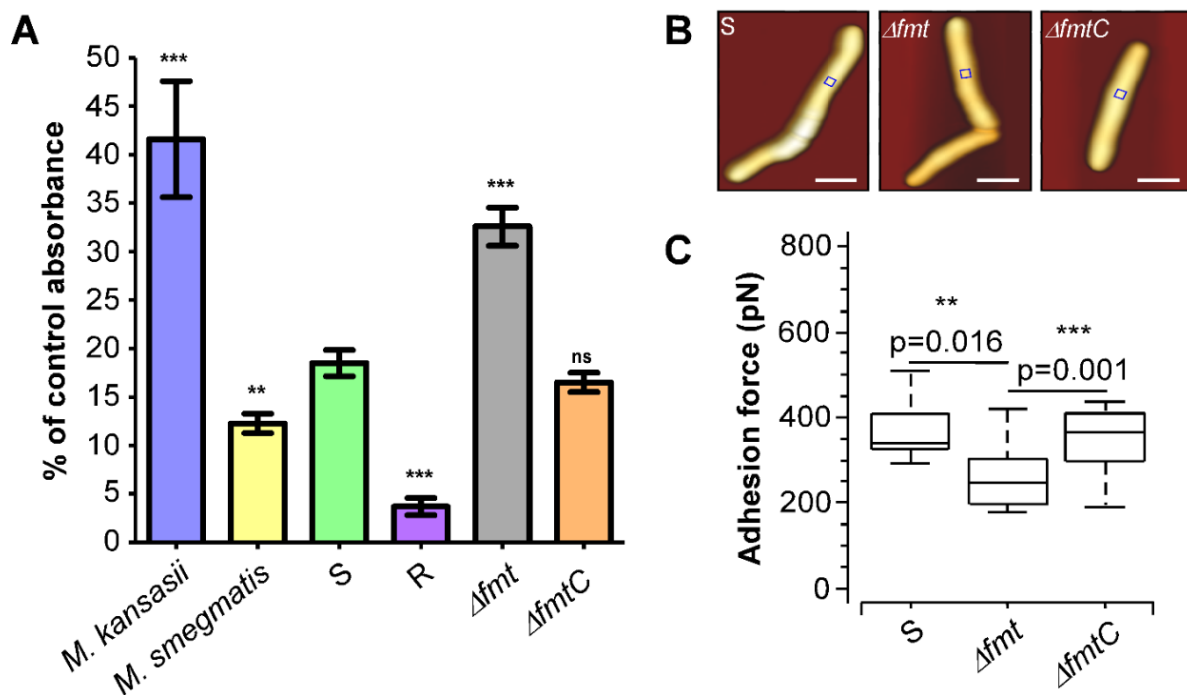 A
% of control absorbance
50
45
40
35
30
25
20
15
10
5
0
***
**
***
***
ns
M. kansasii
M. smegmatis
S
R
Δfmt
ΔfmtC
B
S
Δfmt
ΔfmtC
C
Adhesion force (pN)
800
600
400
200
0
**
p=0.016
***
p=0.001
S
Δfmt
ΔfmtC